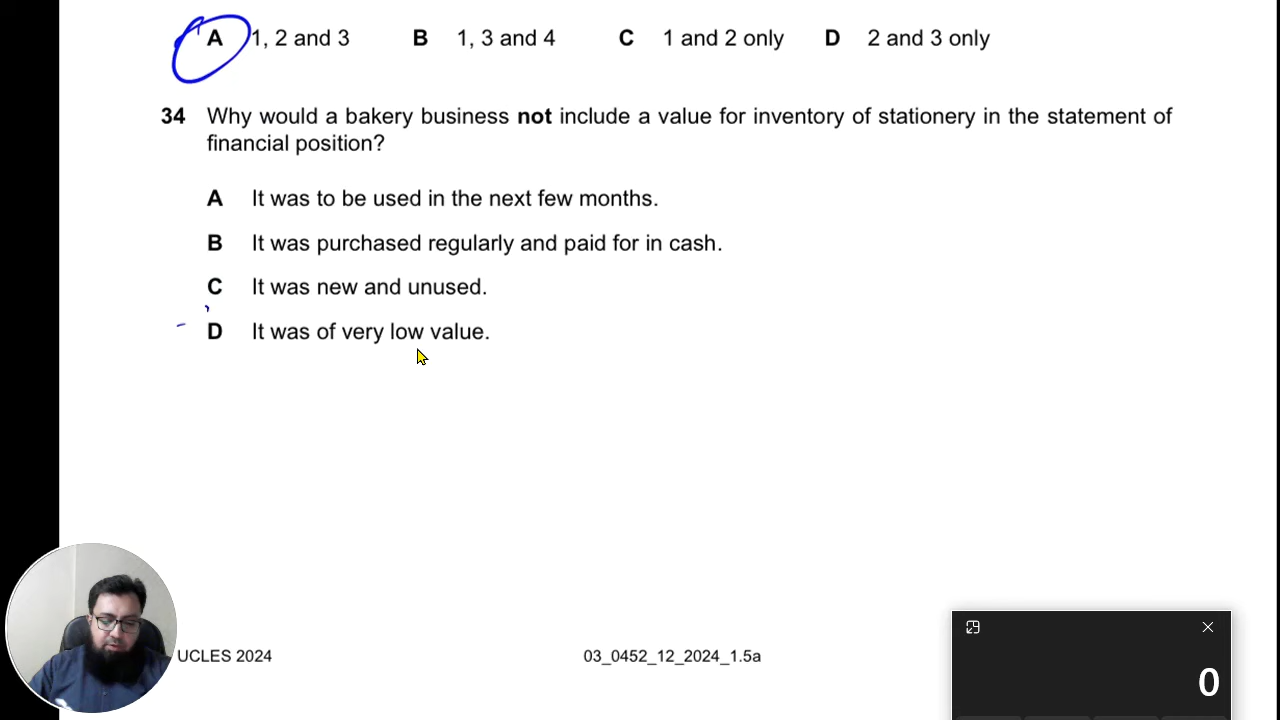 A 1, 2 and 3 B 1, 3 and 4 C 1 and 2 only D 2 and 3 only
34 Why would a bakery business not include a value for inventory of stationery in the statement of
financial position?
A It was to be used in the next few months.
B It was purchased regularly and paid for in cash.
C It was new and unused.
D It was of very low value.
UCLES 2024 03_0452_12_2024_1.5a
0